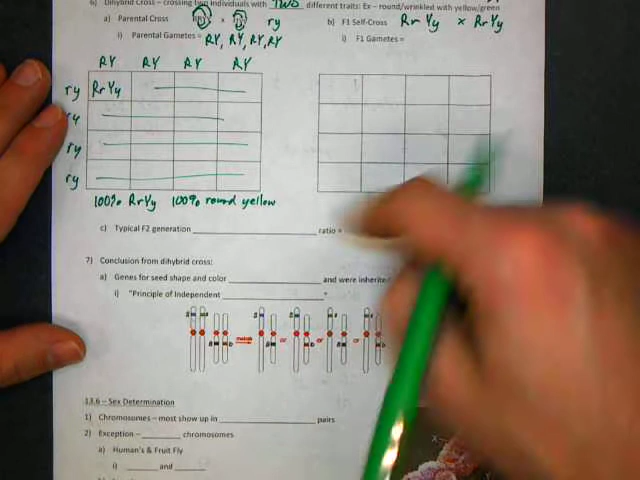 6) Dihybrid Cross – crossing two individuals with TWO different traits: Ex – round/wrinkled with yellow/green
a) Parental Cross x ry b) F1 Self-Cross RrYy x RrYy
i) Parental Gametes = RY, RY, RY, RY i) F1 Gametes =
RY RY RY RY
ry RrYy
ry
ry
ry
100% RrYy 100% round yellow
c) Typical F2 generation ratio =
7) Conclusion from dihybrid cross:
a) Genes for seed shape and color and were inherited
i) "Principle of Independent "
meiosis or or or
13.6 – Sex Determination
1) Chromosomes – most show up in pairs
2) Exception – chromosomes
a) Human's & Fruit Fly
i) and